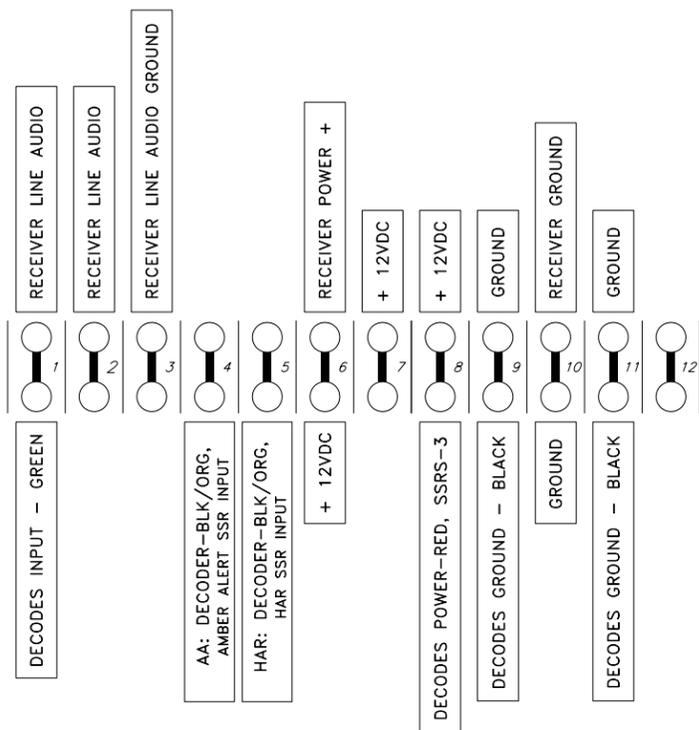 RECEIVER LINE AUDIO
RECEIVER LINE AUDIO
RECEIVER LINE AUDIO GROUND
RECEIVER POWER +
+ 12VDC
+ 12VDC
GROUND
RECEIVER GROUND
GROUND
1
2
3
4
5
6
7
8
9
10
11
12
DECODES INPUT – GREEN
AA: DECODER–BLK/ORG,
AMBER ALERT SSR INPUT
HAR: DECODER–BLK/ORG,
HAR SSR INPUT
+ 12VDC
DECODES POWER–RED, SSRS–3
DECODES GROUND – BLACK
GROUND
DECODES GROUND – BLACK